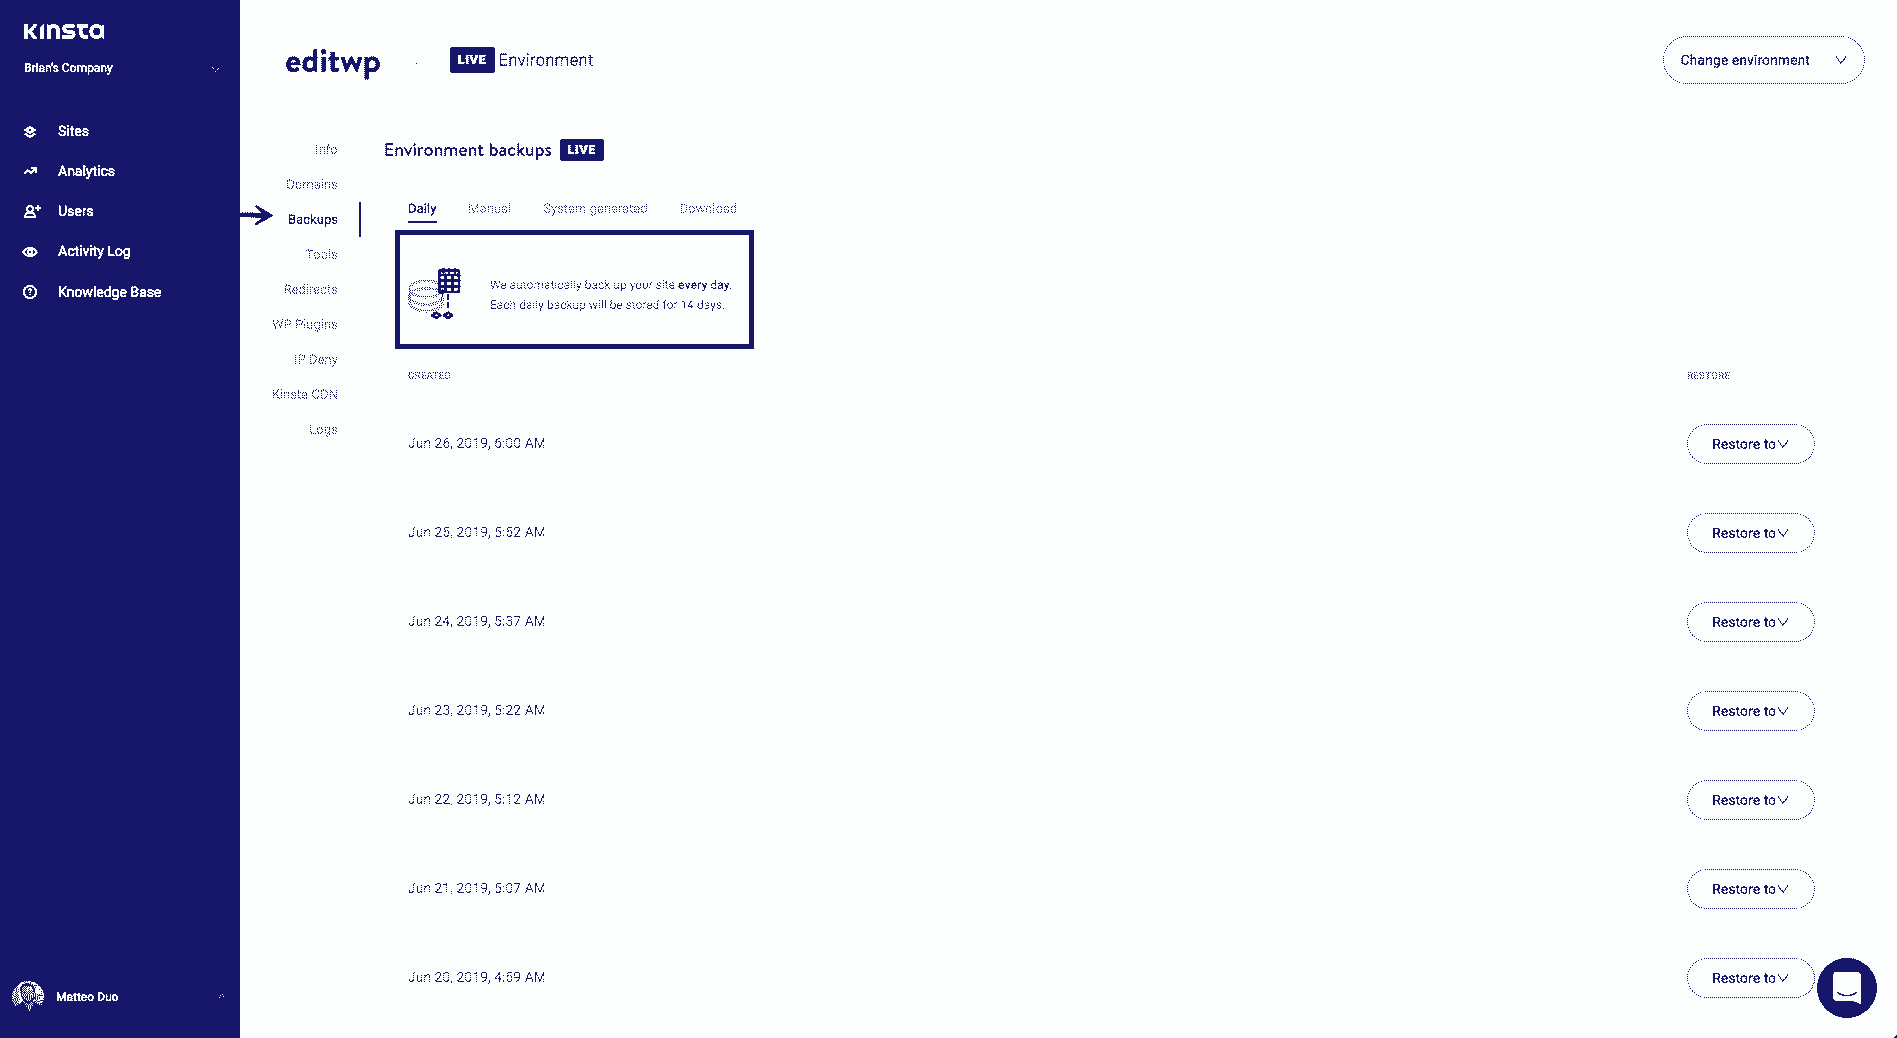 KINSTA
Brian's Company
Sites
Analytics
Users
Activity Log
Knowledge Base
Matteo Duo
editwp
LIVE Environment
Change environment
Info
Domains
Backups
Tools
Redirects
WP Plugins
IP Deny
Kinsta CDN
Logs
Environment backups LIVE
Daily Manual System generated Download
We automatically back up your site every day.
Each daily backup will be stored for 14 days.
CREATED RESTORE
Jun 26, 2019, 6:00 AM Restore to
Jun 25, 2019, 5:52 AM Restore to
Jun 24, 2019, 5:37 AM Restore to
Jun 23, 2019, 5:22 AM Restore to
Jun 22, 2019, 5:12 AM Restore to
Jun 21, 2019, 5:07 AM Restore to
Jun 20, 2019, 4:59 AM Restore to